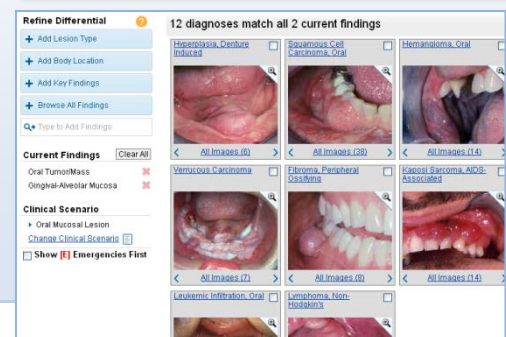 Refine Differential
?
12 diagnoses match all 2 current findings
+ Add Lesion Type
+ Add Body Location
+ Add Key Findings
+ Browse All Findings
Type to Add Findings
Current Findings
Clear All
Oral Tumor/Mass
Gingival-Alveolar Mucosa
Clinical Scenario
Oral Mucosal Lesion
Change Clinical Scenario
Show [E] Emergencies First
Hyperplasia, Denture
Induced
Squamous Cell
Carcinoma, Oral
Hemangioma, Oral
All Images (6)
All Images (38)
All Images (14)
Verrucous Carcinoma
Fibroma, Peripheral
Ossifying
Kaposi Sarcoma, AIDS-
Associated
All Images (7)
All Images (8)
All Images (14)
Leukemic Infiltration, Oral
Lymphoma, Non-
Hodgkin's